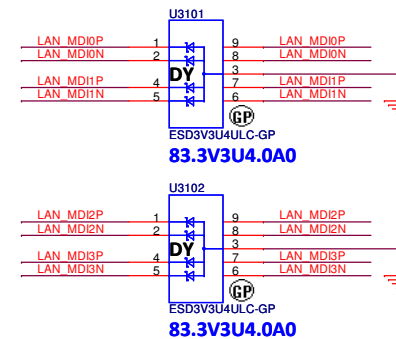 U3101
LAN_MDI0P 1 9 LAN_MDI0P
LAN_MDI0N 2 8 LAN_MDI0N
DY 3
LAN_MDI1P 4 7 LAN_MDI1P
LAN_MDI1N 5 6 LAN_MDI1N
GP
ESD3V3U4ULC-GP
83.3V3U4.0A0
U3102
LAN_MDI2P 1 9 LAN_MDI2P
LAN_MDI2N 2 8 LAN_MDI2N
DY 3
LAN_MDI3P 4 7 LAN_MDI3P
LAN_MDI3N 5 6 LAN_MDI3N
GP
ESD3V3U4ULC-GP
83.3V3U4.0A0